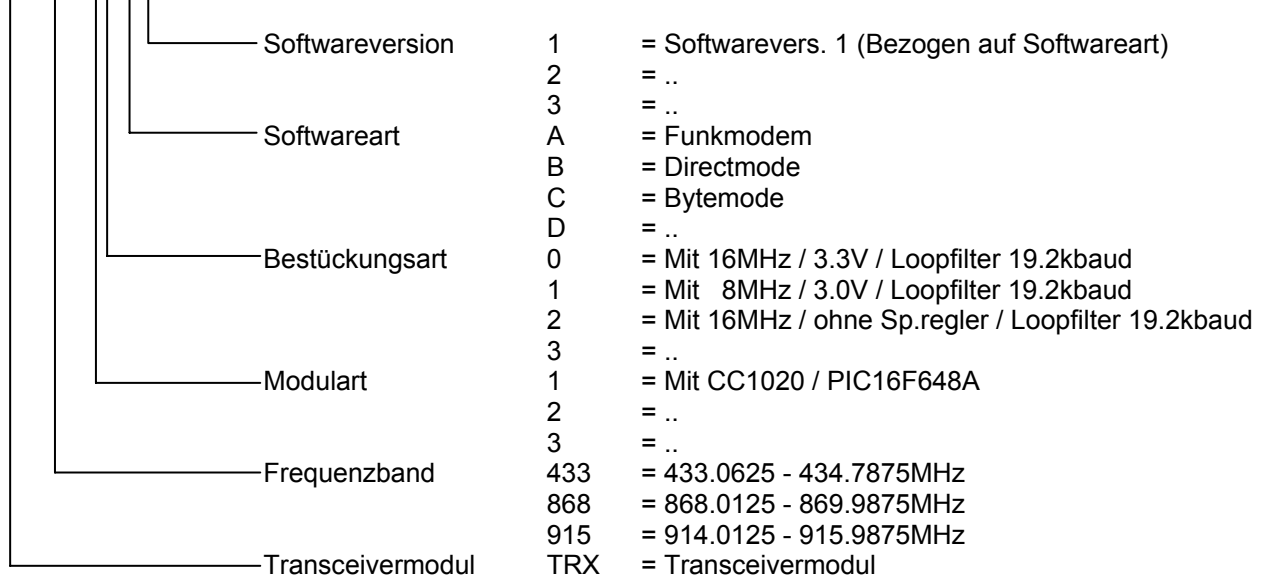 Softwareversion 1 = Softwarevers. 1 (Bezogen auf Softwareart)
2 = ..
3 = ..
Softwareart A = Funkmodem
B = Directmode
C = Bytemode
D = ..
Bestückungsart 0 = Mit 16MHz / 3.3V / Loopfilter 19.2kbaud
1 = Mit 8MHz / 3.0V / Loopfilter 19.2kbaud
2 = Mit 16MHz / ohne Sp.regler / Loopfilter 19.2kbaud
3 = ..
Modulart 1 = Mit CC1020 / PIC16F648A
2 = ..
3 = ..
Frequenzband 433 = 433.0625 - 434.7875MHz
868 = 868.0125 - 869.9875MHz
915 = 914.0125 - 915.9875MHz
Transceivermodul TRX = Transceivermodul